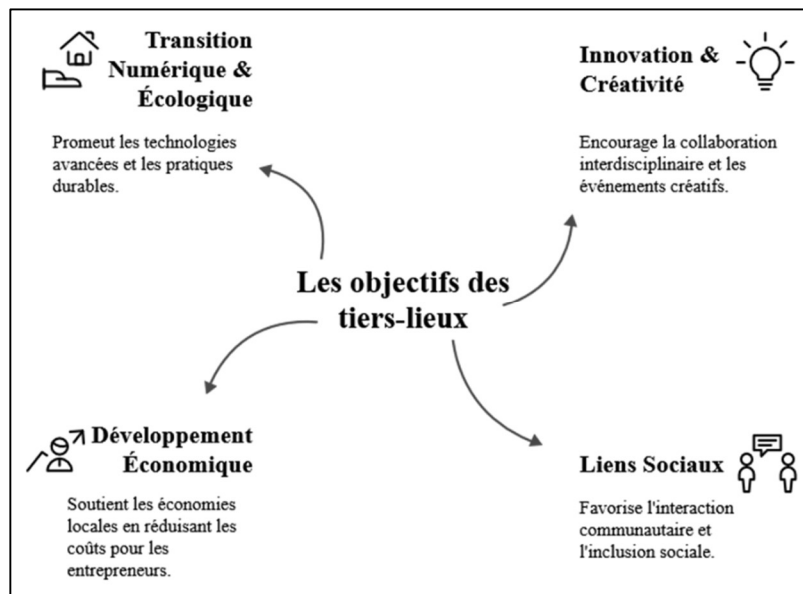 Transition
Numérique &
Écologique
Promeut les technologies
avancées et les pratiques
durables.
Innovation &
Créativité
Encourage la collaboration
interdisciplinaire et les
événements créatifs.
Les objectifs des
tiers-lieux
Développement
Économique
Soutient les économies
locales en réduisant les
coûts pour les
entrepreneurs.
Liens Sociaux
Favorise l'interaction
communautaire et
l'inclusion sociale.